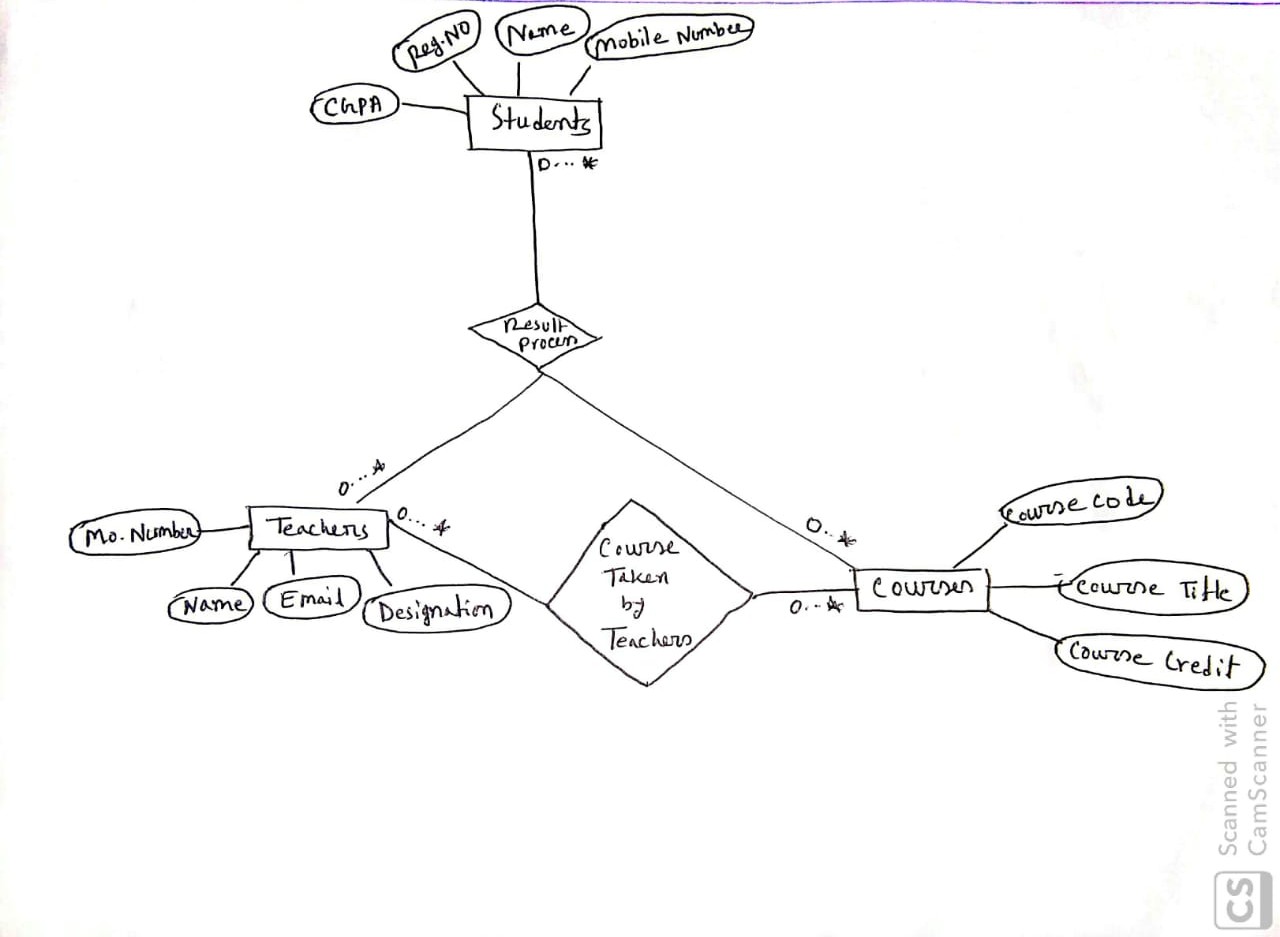 Reg.NO
Name
Mobile Number
CGPA
Students
0... *
Result
Process
0... *
0... *
0.. *
Mo. Number
Teachers
Name
Email
Designation
Course
Taken
by
Teachers
0... *
Courses
Course Code
Course Title
Course Credit
CS Scanned with
CamScanner